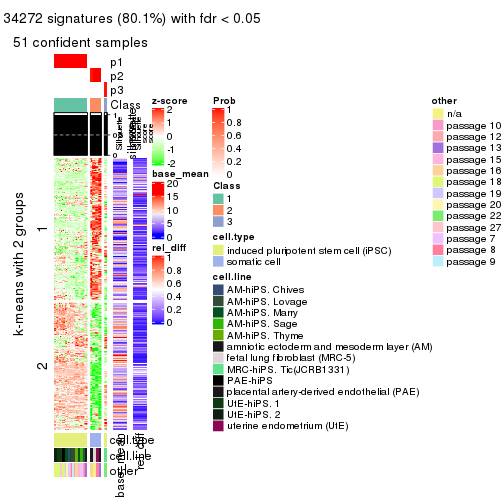 34272 signatures (80.1%) with fdr < 0.05
51 confident samples
p1
p2
p3
Class
1
0.5
0
silhouette
score
k-means with 2 groups
1
2
cell.type
cell.line
other
base_mean
rel_diff
z-score
2
1
0
-1
-2
base_mean
20
15
10
5
0
rel_diff
1
0.8
0.6
0.4
0.2
0
Prob
1
0.8
0.6
0.4
0.2
0
Class
1
2
3
cell.type
induced pluripotent stem cell (iPSC)
somatic cell
cell.line
AM-hiPS. Chives
AM-hiPS. Lovage
AM-hiPS. Marry
AM-hiPS. Sage
AM-hiPS. Thyme
amniotic ectoderm and mesoderm layer (AM)
fetal lung fibroblast (MRC-5)
MRC-hiPS. Tic(JCRB1331)
PAE-hiPS
placental artery-derived endothelial (PAE)
UtE-hiPS. 1
UtE-hiPS. 2
uterine endometrium (UtE)
other
n/a
passage 10
passage 12
passage 13
passage 15
passage 16
passage 18
passage 19
passage 20
passage 22
passage 27
passage 7
passage 8
passage 9